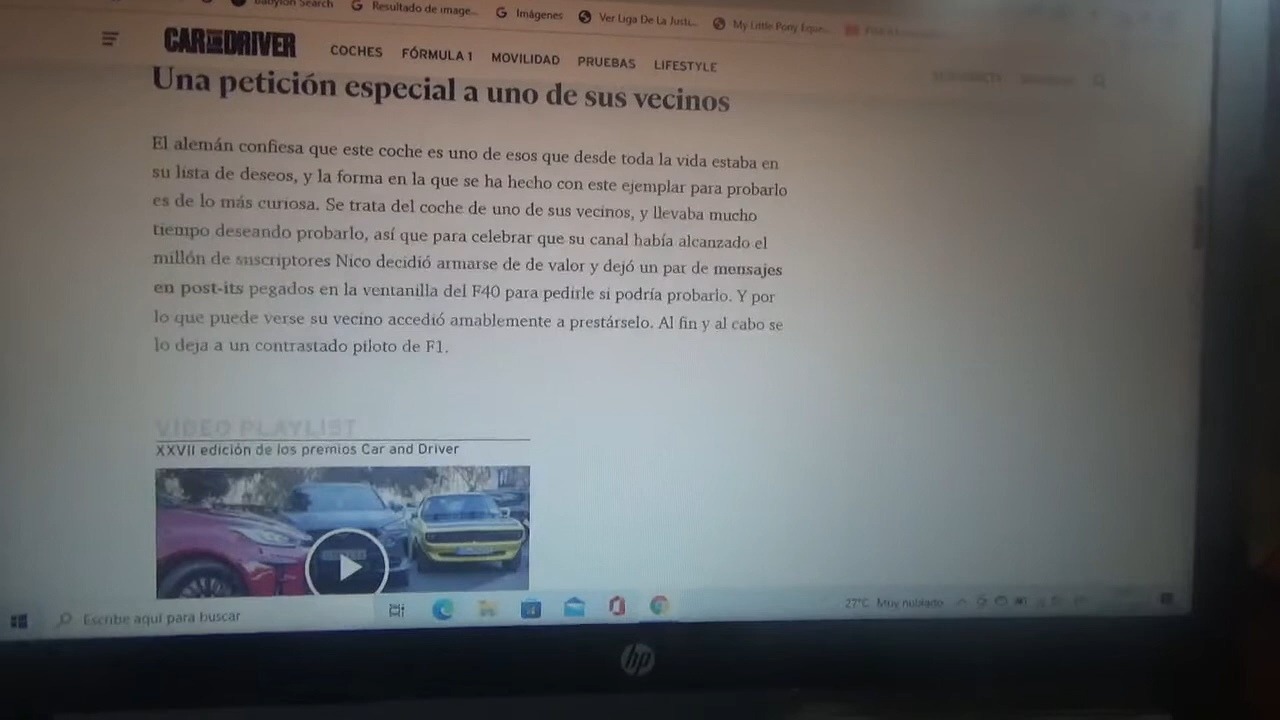 Babylon Search
Resultado de image...
Imágenes
Ver Liga De La Justi...
My Little Pony Eque...
CAR AND DRIVER
COCHES
FÓRMULA 1
MOVILIDAD
PRUEBAS
LIFESTYLE
Una petición especial a uno de sus vecinos
El alemán confiesa que este coche es uno de esos que desde toda la vida estaba en
su lista de deseos, y la forma en la que se ha hecho con este ejemplar para probarlo
es de lo más curiosa. Se trata del coche de uno de sus vecinos, y llevaba mucho
tiempo deseando probarlo, así que para celebrar que su canal había alcanzado el
millón de suscriptores Nico decidió armarse de de valor y dejó un par de mensajes
en post-its pegados en la ventanilla del F40 para pedirle si podría probarlo. Y por
lo que puede verse su vecino accedió amablemente a prestárselo. Al fin y al cabo se
lo deja a un contrastado piloto de F1.
VIDEO PLAYLIST
XXVII edición de los premios Car and Driver
Escribe aquí para buscar
27°C Muy nublado
hp